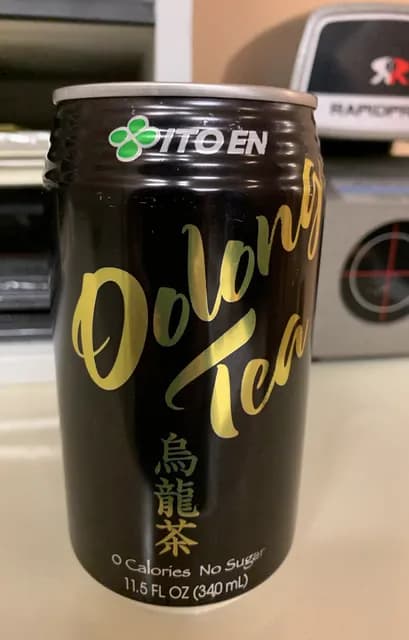 ITO EN
Oolong
Tea
烏
龍
茶
0 Calories No Sugar
11.5 FL OZ (340 mL)